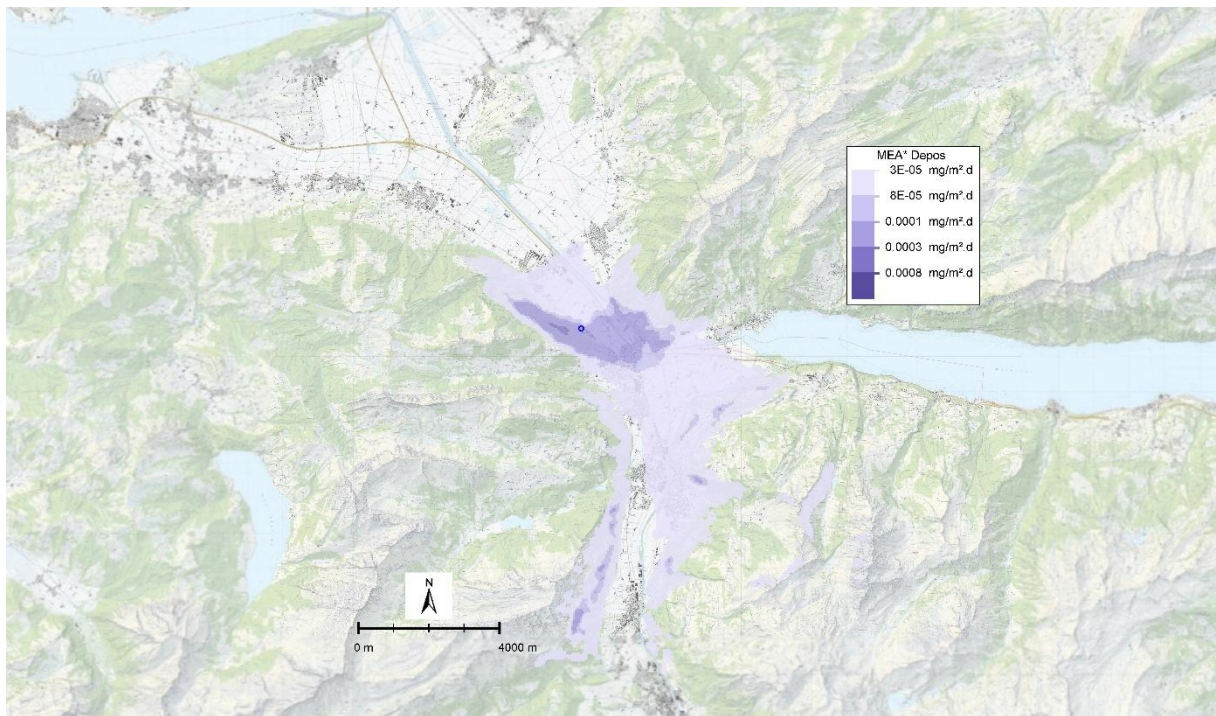 MEA* Depos
3E-05 mg/m².d
8E-05 mg/m².d
0.0001 mg/m².d
0.0003 mg/m².d
0.0008 mg/m².d
N
0 m 4000 m